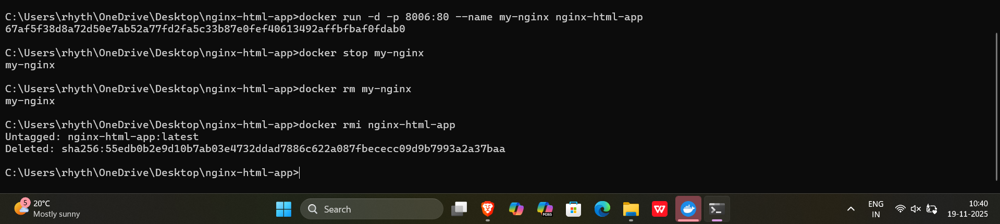 C:\Users\rhyth\OneDrive\Desktop\nginx-html-app>docker run -d -p 8006:80 --name my-nginx nginx-html-app
67af5f38d8a72d50e7ab52a77fd2fa5c33b87e0fef40613492affbfbaf0fdab0
C:\Users\rhyth\OneDrive\Desktop\nginx-html-app>docker stop my-nginx
my-nginx
C:\Users\rhyth\OneDrive\Desktop\nginx-html-app>docker rm my-nginx
my-nginx
C:\Users\rhyth\OneDrive\Desktop\nginx-html-app>docker rmi nginx-html-app
Untagged: nginx-html-app:latest
Deleted: sha256:55edb0b2e9d10b7ab03e4732ddad7886c622a087fbececc09d9b7993a2a37baa
C:\Users\rhyth\OneDrive\Desktop\nginx-html-app>
5
20°C
Mostly sunny
Search
M365
ENG
IN
10:40
19-11-2025